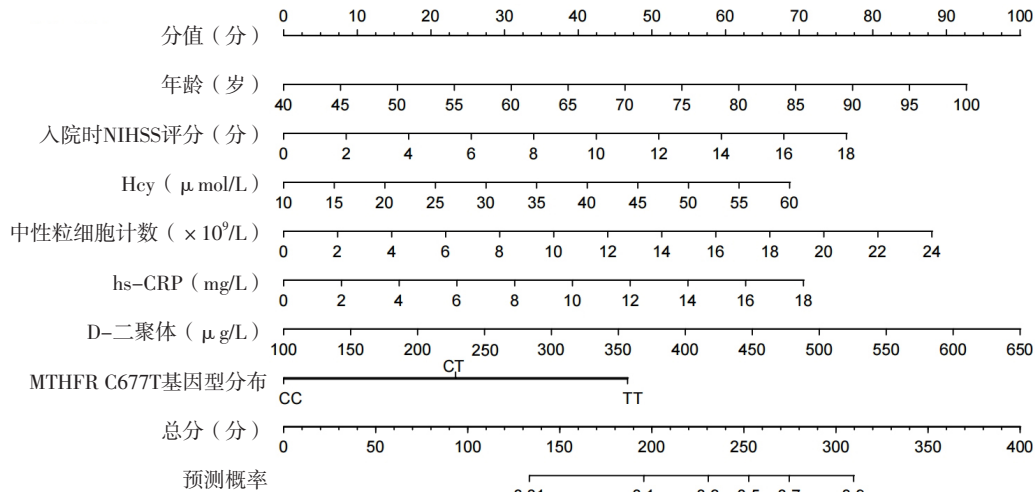 分值（分） 0 10 20 30 40 50 60 70 80 90 100
年龄（岁） 40 45 50 55 60 65 70 75 80 85 90 95 100
入院时NIHSS评分（分） 0 2 4 6 8 10 12 14 16 18
Hcy（μmol/L） 10 15 20 25 30 35 40 45 50 55 60
中性粒细胞计数（×10⁹/L） 0 2 4 6 8 10 12 14 16 18 20 22 24
hs-CRP（mg/L） 0 2 4 6 8 10 12 14 16 18
D-二聚体（μg/L） 100 150 200 250 300 350 400 450 500 550 600 650
CT
MTHFR C677T基因型分布
CC TT
总分（分） 0 50 100 150 200 250 300 350 400
预测概率